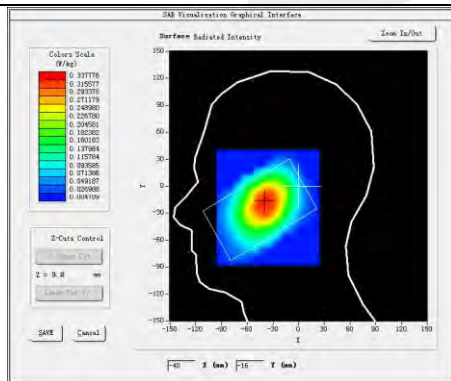 SAR Visualisation Graphical Interface
Surface Radiated Intensity
Zoom In/Out
Colors Scale
(W/kg)
0.337776
0.315577
0.293376
0.271179
0.248980
0.226780
0.204581
0.182382
0.160183
0.137984
0.115784
0.093585
0.071386
0.049187
0.026988
0.004789
150
120
90
60
30
0
-30
-60
-90
-120
-150
Y
-150 -120 -90 -60 -30 0 30 60 90 120 150
X
Z-Cuts Control
Z = 0.0 mm
SAVE Cancel
-40 X (mm) -16 Y (mm)